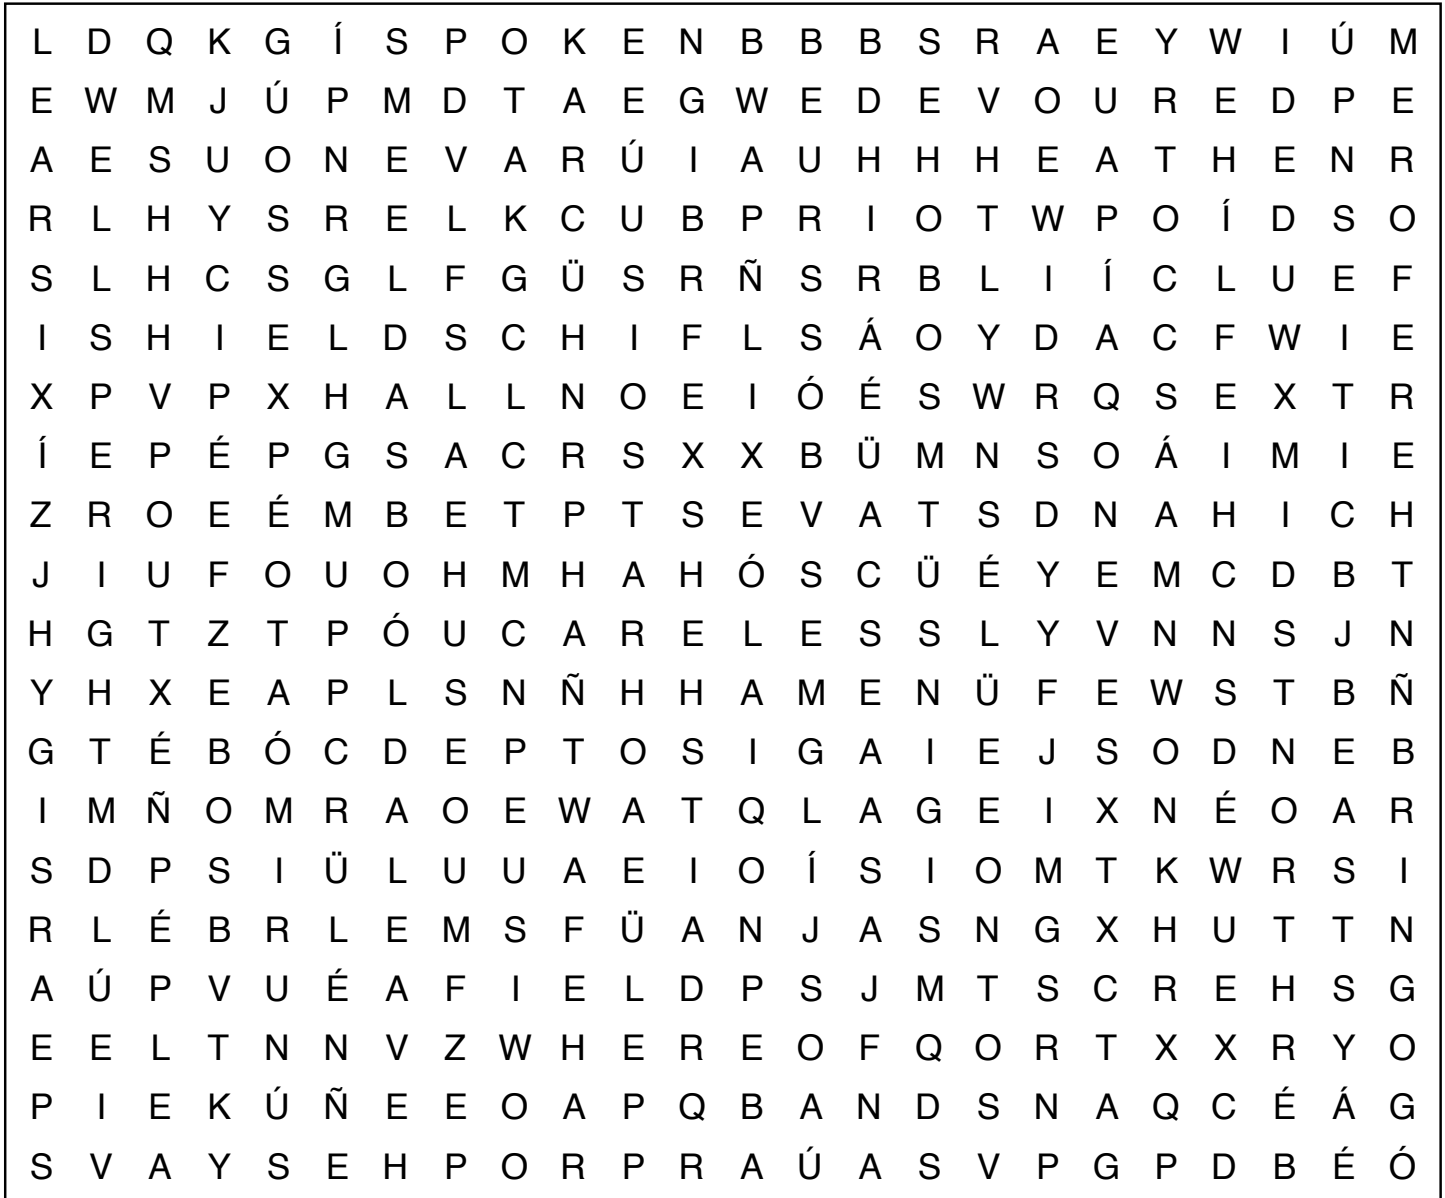 L D Q K G Í S P O K E N B B B S R A E Y W I Ú M
E W M J Ú P M D T A E G W E D E V O U R E D P E
A E S U O N E V A R Ú I A U H H H E A T H E N R
R L H Y S R E L K C U B P R I O T W P O Í D S O
S L H C S G L F G Ü S R Ñ S R B L I Í C L U E F
I S H I E L D S C H I F L S Á O Y D A C F W I E
X P V P X H A L L N O E I Ó É S W R Q S E X T R
Í E P É P G S A C R S X X B Ü M N S O Á I M I E
Z R O E É M B E T P T S E V A T S D N A H I C H
J I U F O U O H M H A H Ó S C Ü É Y E M C D B T
H G T Z T P Ó U C A R E L E S S L Y V N N S J N
Y H X E A P L S N Ñ H H A M E N Ü F E W S T B Ñ
G T É B Ó C D E P T O S I G A I E J S O D N E B
I M Ñ O M R A O E W A T Q L A G E I X N É O A R
S D P S I Ü L U U A E I O Í S I O M T K W R S I
R L É B R L E M S F Ü A N J A S N G X H U T T N
A Ú P V U É A F I E L D P S J M T S C R E H S G
E E L T N N V Z W H E R E O F Q O R T X X R Y O
P I E K Ú Ñ E E O A P Q B A N D S N A Q C É Á G
S V A Y S E H P O R P R A Ú A S V P G P D B É Ó